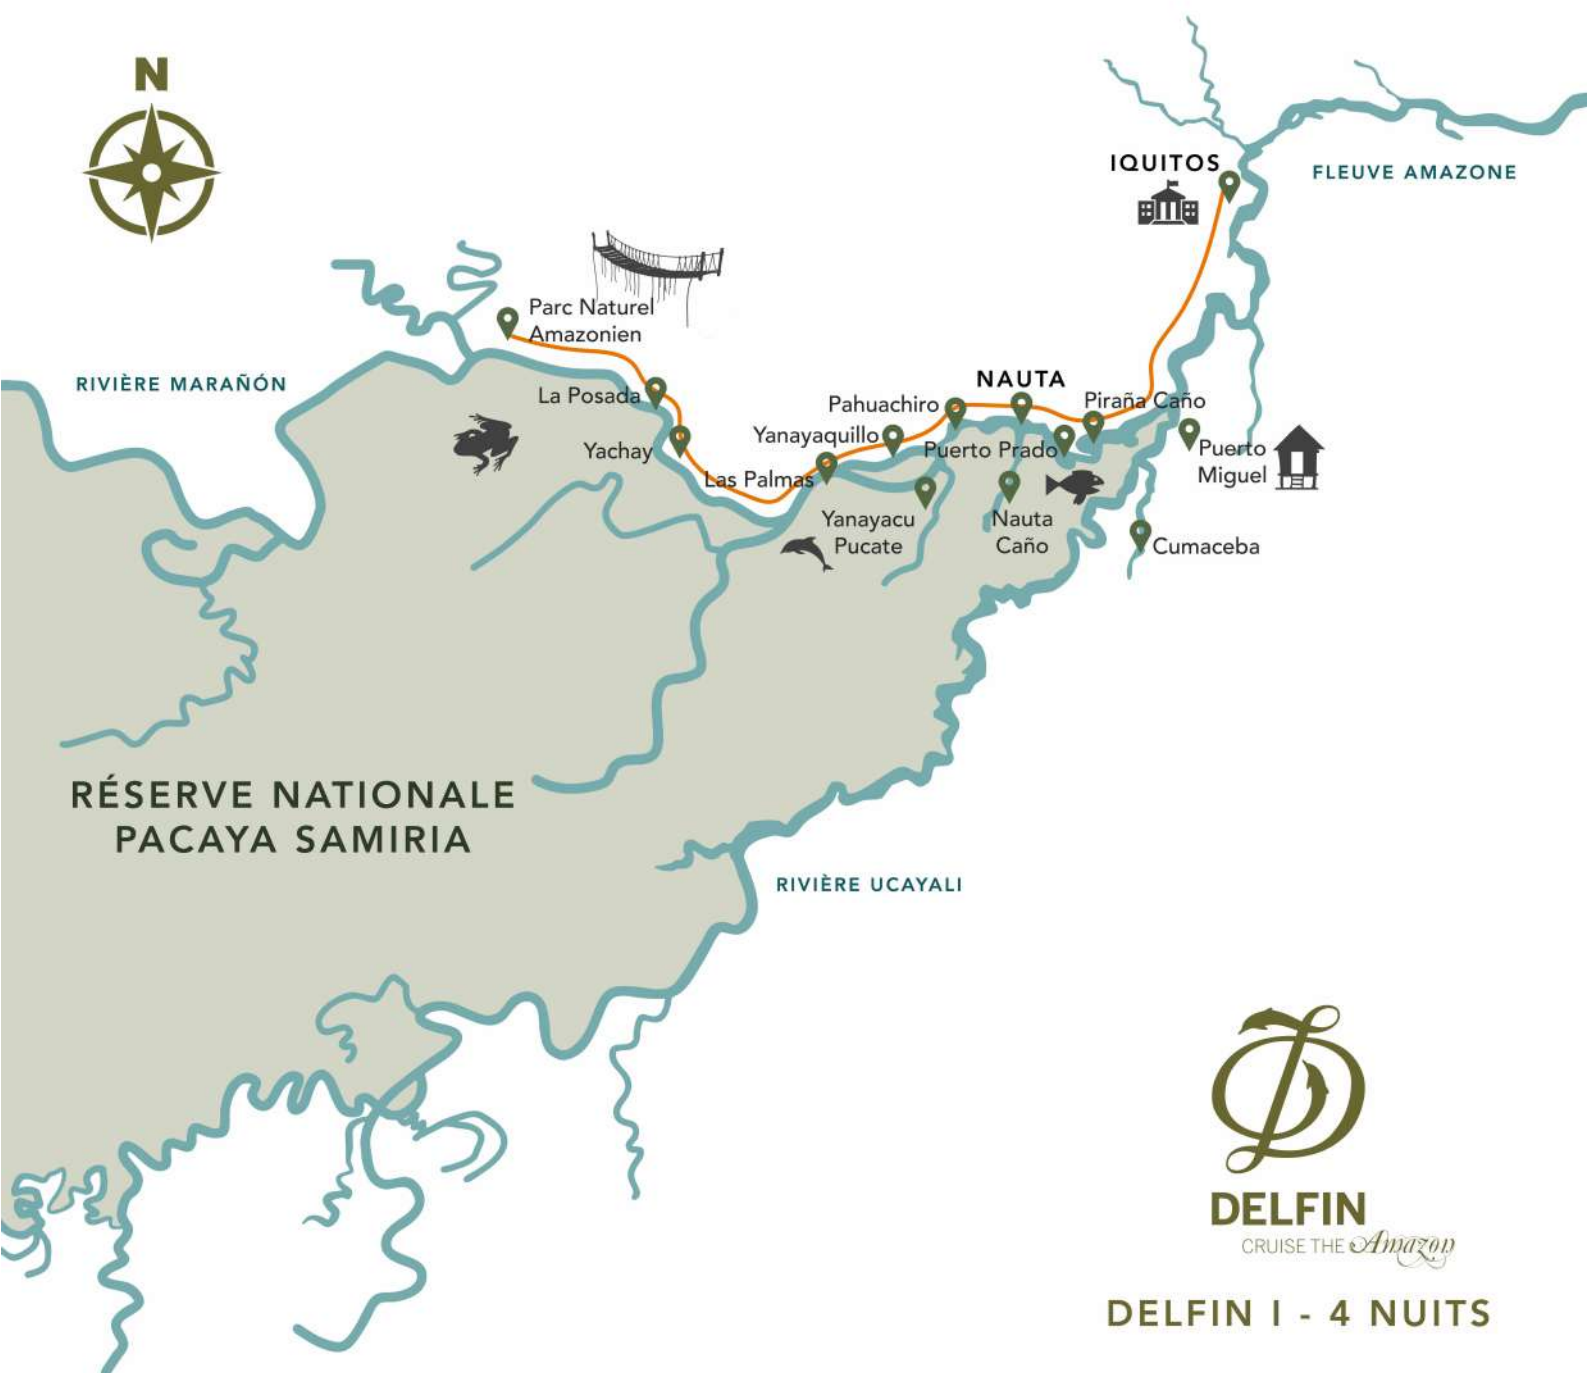 N
IQUITOS
FLEUVE AMAZONE
Parc Naturel
Amazonien
RIVIÈRE MARAÑÓN
La Posada
NAUTA
Pahuachiro
Piraña Caño
Yachay
Yanayaquillo
Puerto Prado
Puerto
Miguel
Las Palmas
Yanayacu
Pucate
Nauta
Caño
Cumaceba
RÉSERVE NATIONALE
PACAYA SAMIRIA
RIVIÈRE UCAYALI
DELFIN
CRUISE THE Amazon
DELFIN I - 4 NUITS